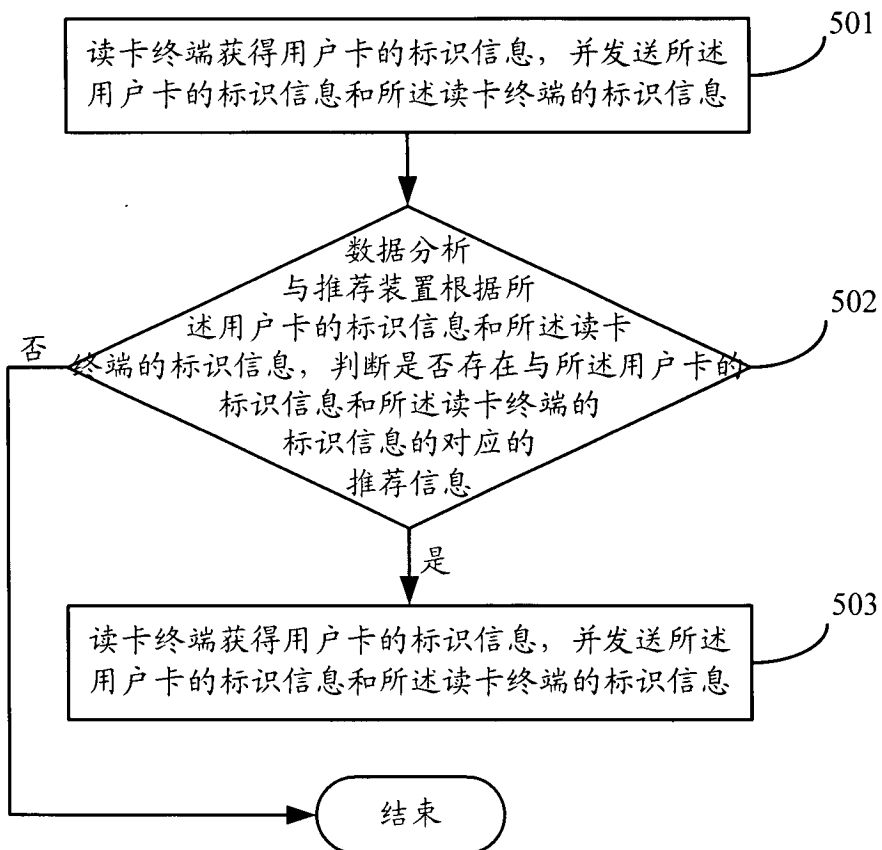 读卡终端获得用户卡的标识信息，并发送所述
用户卡的标识信息和所述读卡终端的标识信息
501
数据分析
与推荐装置根据所
述用户卡的标识信息和所述读卡
终端的标识信息，判断是否存在与所述用户卡的
标识信息和所述读卡终端的
标识信息的对应的
推荐信息
502
否
是
读卡终端获得用户卡的标识信息，并发送所述
用户卡的标识信息和所述读卡终端的标识信息
503
结束